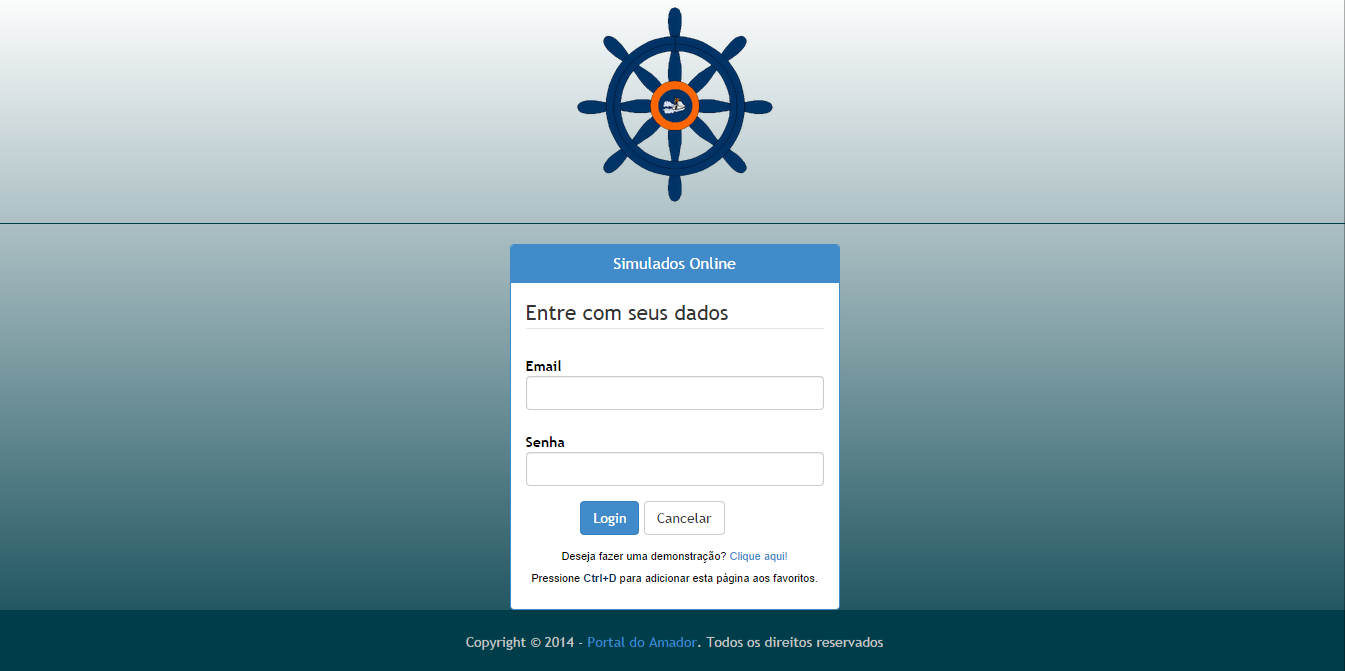 Simulados Online
Entre com seus dados
Email
Senha
Login Cancelar
Deseja fazer uma demonstração? Clique aqui!
Pressione Ctrl+D para adicionar esta página aos favoritos.
Copyright © 2014 - Portal do Amador. Todos os direitos reservados